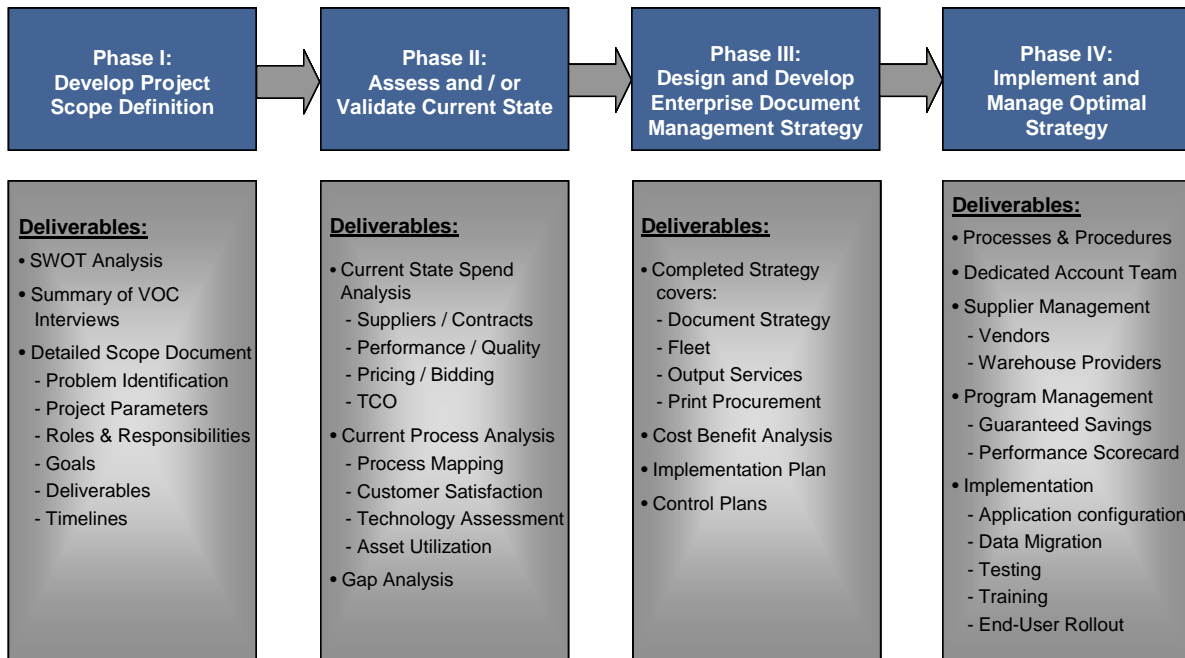 Phase I:
Develop Project
Scope Definition
Phase II:
Assess and / or
Validate Current State
Phase III:
Design and Develop
Enterprise Document
Management Strategy
Phase IV:
Implement and
Manage Optimal
Strategy
Deliverables:
• SWOT Analysis
• Summary of VOC
Interviews
• Detailed Scope Document
- Problem Identification
- Project Parameters
- Roles & Responsibilities
- Goals
- Deliverables
- Timelines
Deliverables:
• Current State Spend
Analysis
- Suppliers / Contracts
- Performance / Quality
- Pricing / Bidding
- TCO
• Current Process Analysis
- Process Mapping
- Customer Satisfaction
- Technology Assessment
- Asset Utilization
• Gap Analysis
Deliverables:
• Completed Strategy
covers:
- Document Strategy
- Fleet
- Output Services
- Print Procurement
• Cost Benefit Analysis
• Implementation Plan
• Control Plans
Deliverables:
• Processes & Procedures
• Dedicated Account Team
• Supplier Management
- Vendors
- Warehouse Providers
• Program Management
- Guaranteed Savings
- Performance Scorecard
• Implementation
- Application configuration
- Data Migration
- Testing
- Training
- End-User Rollout